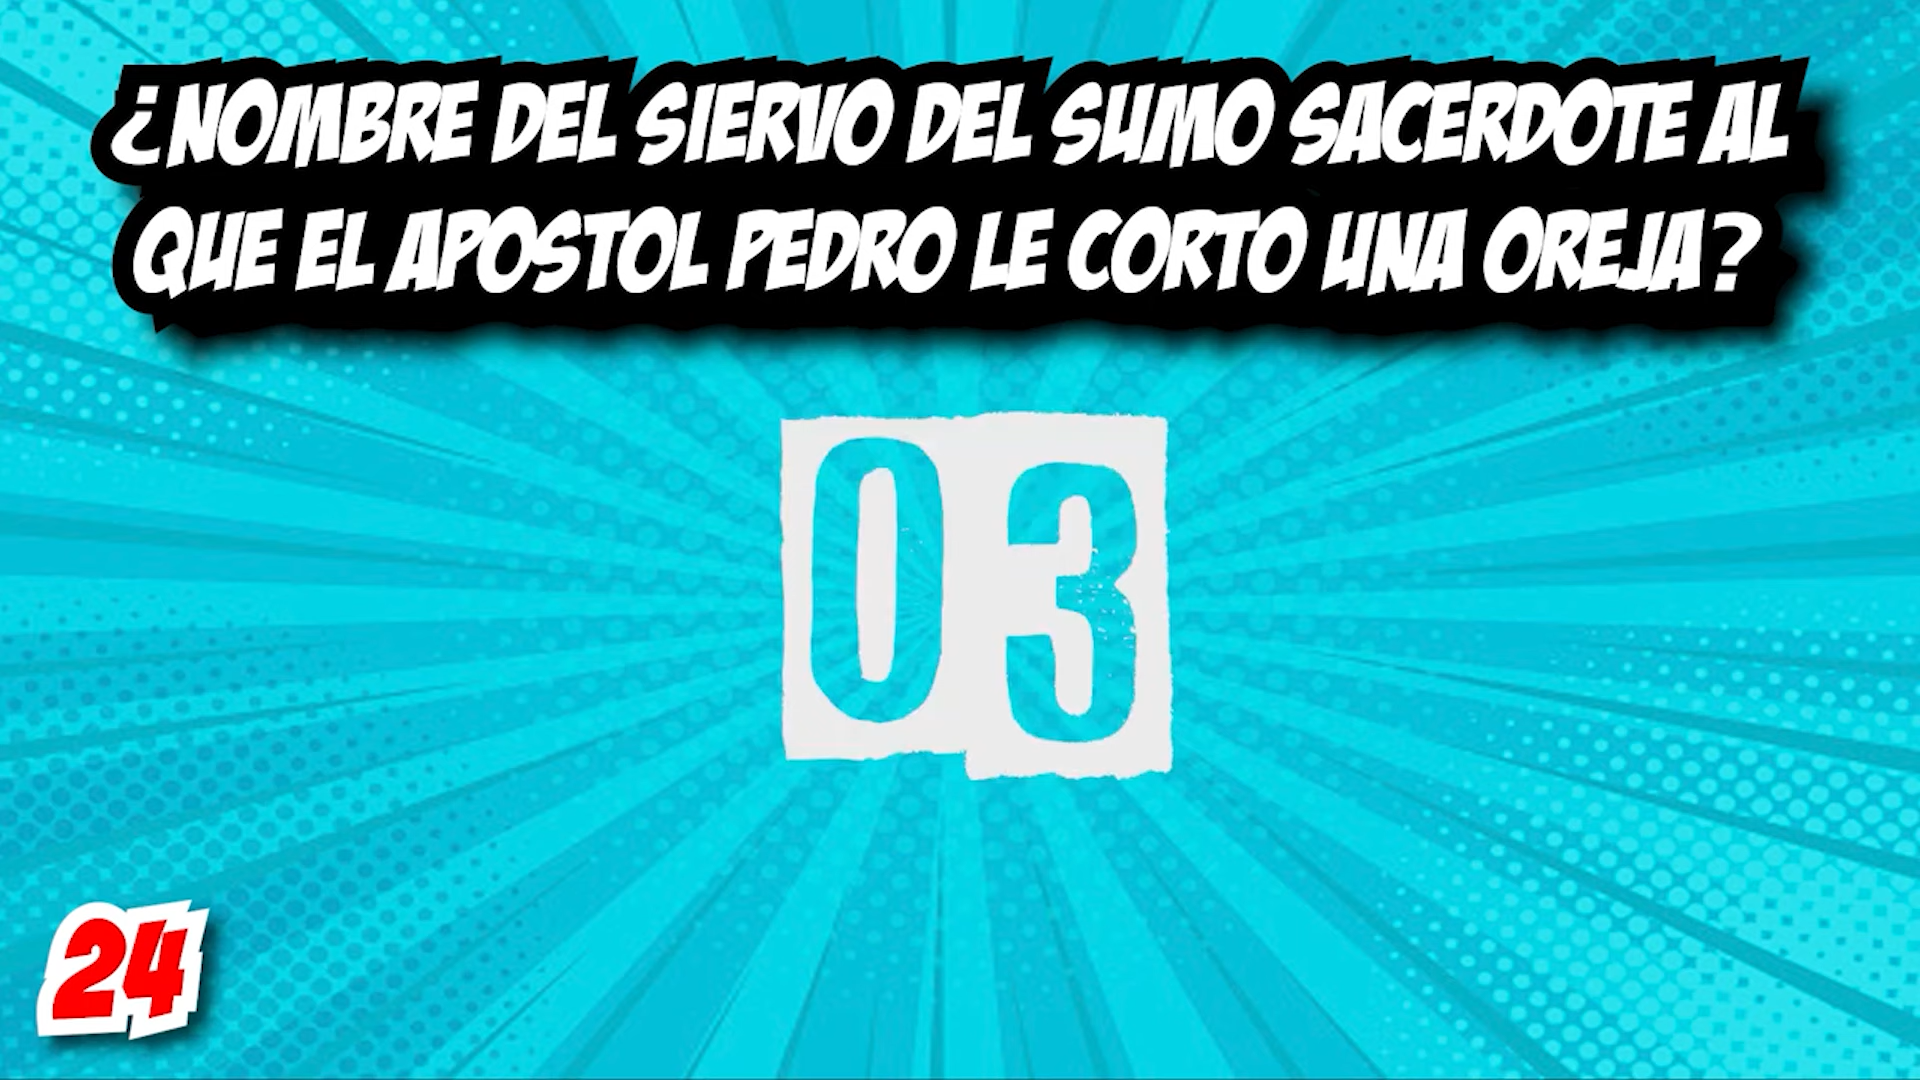 ¿NOMBRE DEL SIERVO DEL SUMO SACERDOTE AL
QUE EL APOSTOL PEDRO LE CORTO UNA OREJA?
03
24